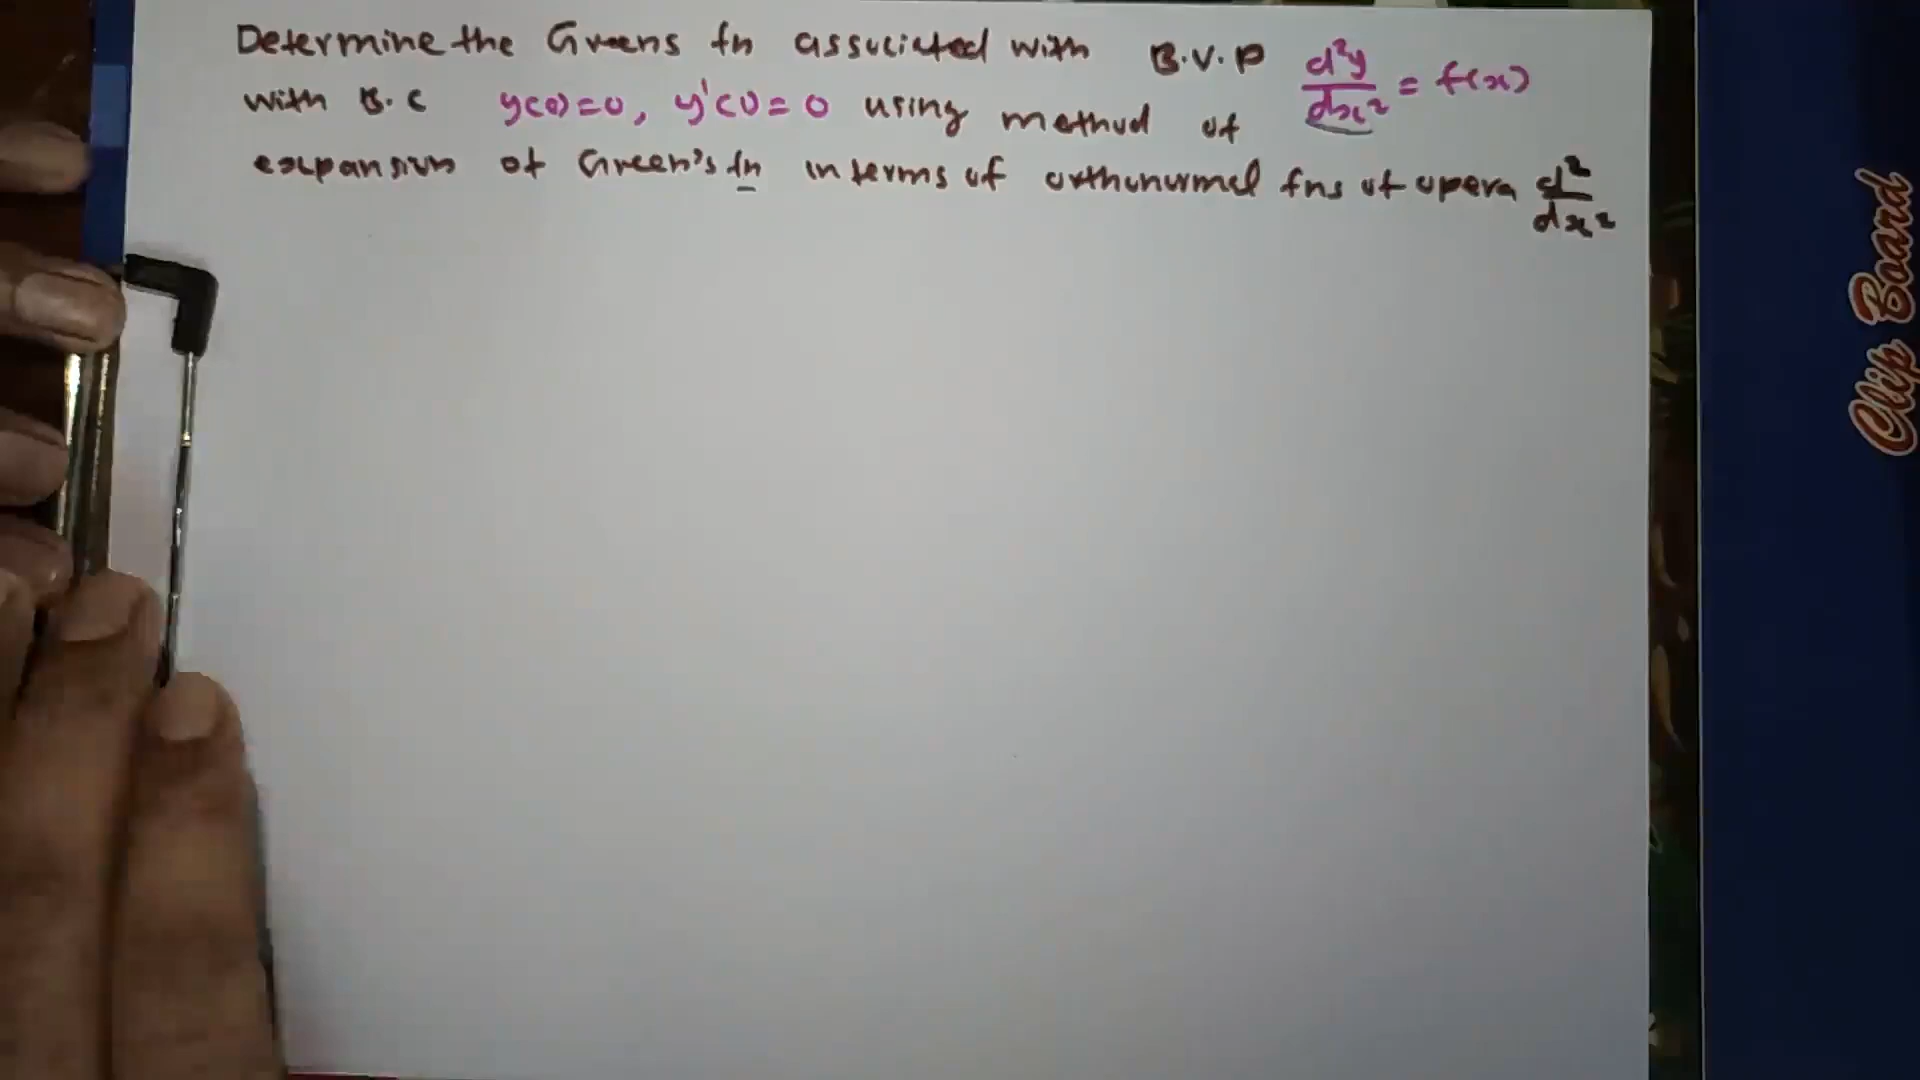 Determine the Greens fn associated with B.V.P d²y/dx² = f(x)
with B.C y(0)=0, y'(1)=0 using method of
expansion of Green's fn in terms of orthonormal fns of opera d²/dx²
Clip Board